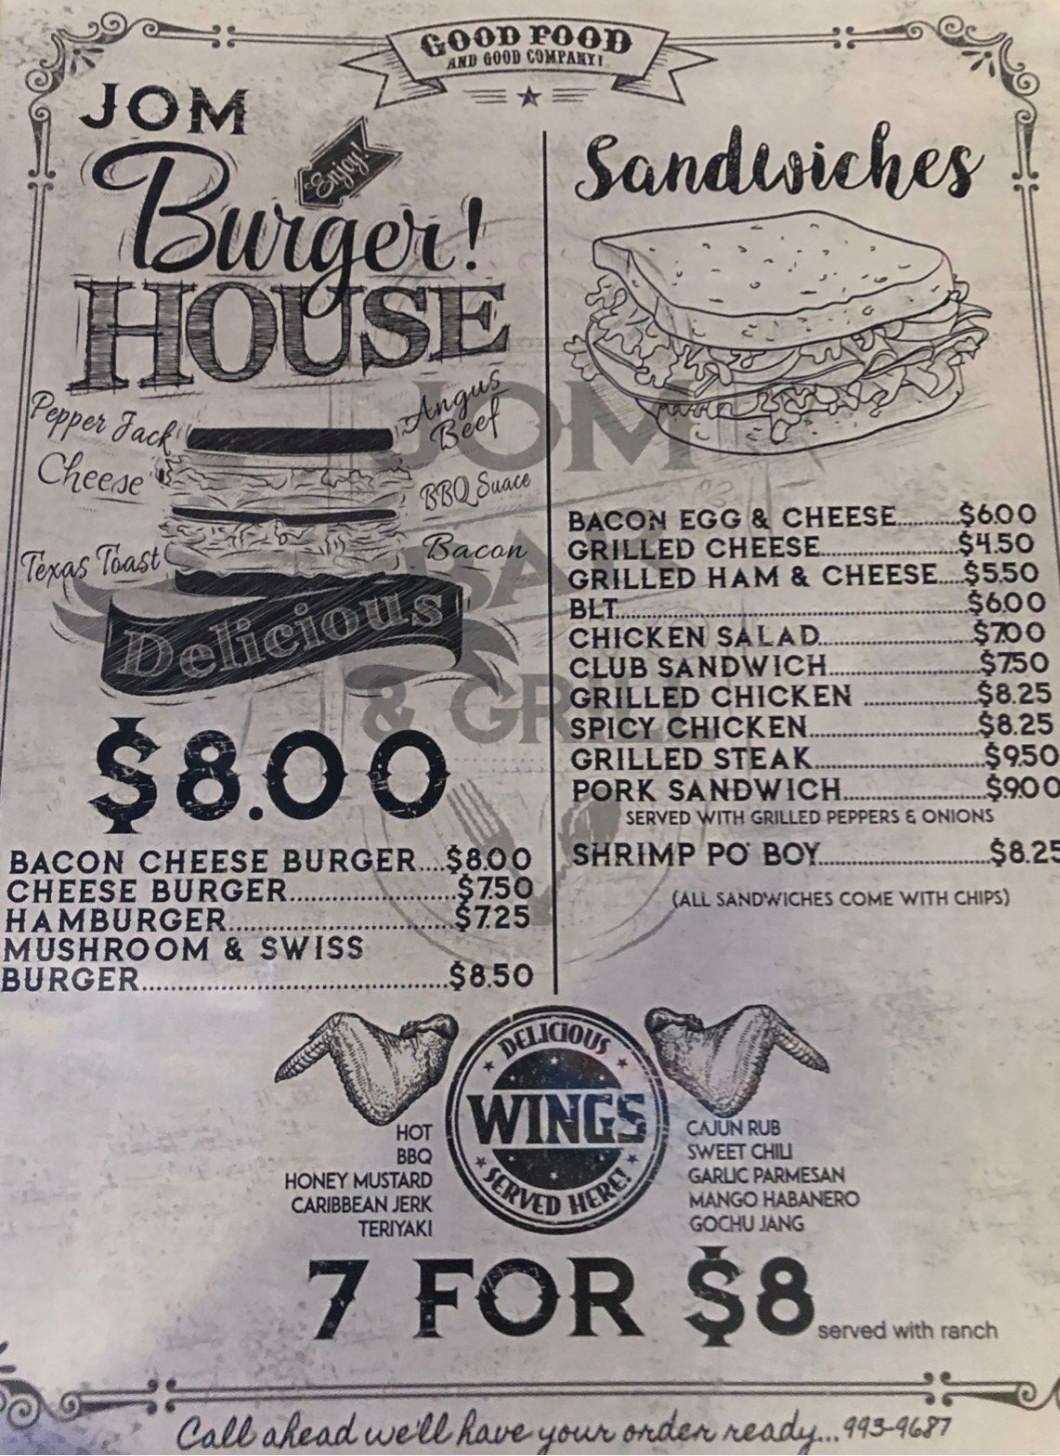 GOOD FOOD
AND GOOD COMPANY!
JOM
Enjoy!
Burger!
HOUSE
Pepper Jack
Cheese
Texas Toast
Angus
Beef
BBQ Suace
Bacon
Delicious
$8.00
BACON CHEESE BURGER....$8.00
CHEESE BURGER........................$7.50
HAMBURGER................................$7.25
MUSHROOM & SWISS
BURGER...........................................$8.50
Sandwiches
BACON EGG & CHEESE..........$6.00
GRILLED CHEESE.......................$4.50
GRILLED HAM & CHEESE....$5.50
BLT............................................................$6.00
CHICKEN SALAD..........................$7.00
CLUB SANDWICH.........................$7.50
GRILLED CHICKEN ...................$8.25
SPICY CHICKEN.............................$8.25
GRILLED STEAK.............................$9.50
PORK SANDWICH........................$9.00
SERVED WITH GRILLED PEPPERS & ONIONS
SHRIMP PO' BOY.............................$8.25
(ALL SANDWICHES COME WITH CHIPS)
JOM
BAR
& GR
DELICIOUS
WINGS
SERVED HERE!
HOT
BBQ
HONEY MUSTARD
CARIBBEAN JERK
TERIYAKI
CAJUN RUB
SWEET CHILI
GARLIC PARMESAN
MANGO HABANERO
GOCHU JANG
7 FOR $8
served with ranch
Call ahead we'll have your order ready... 993-9687